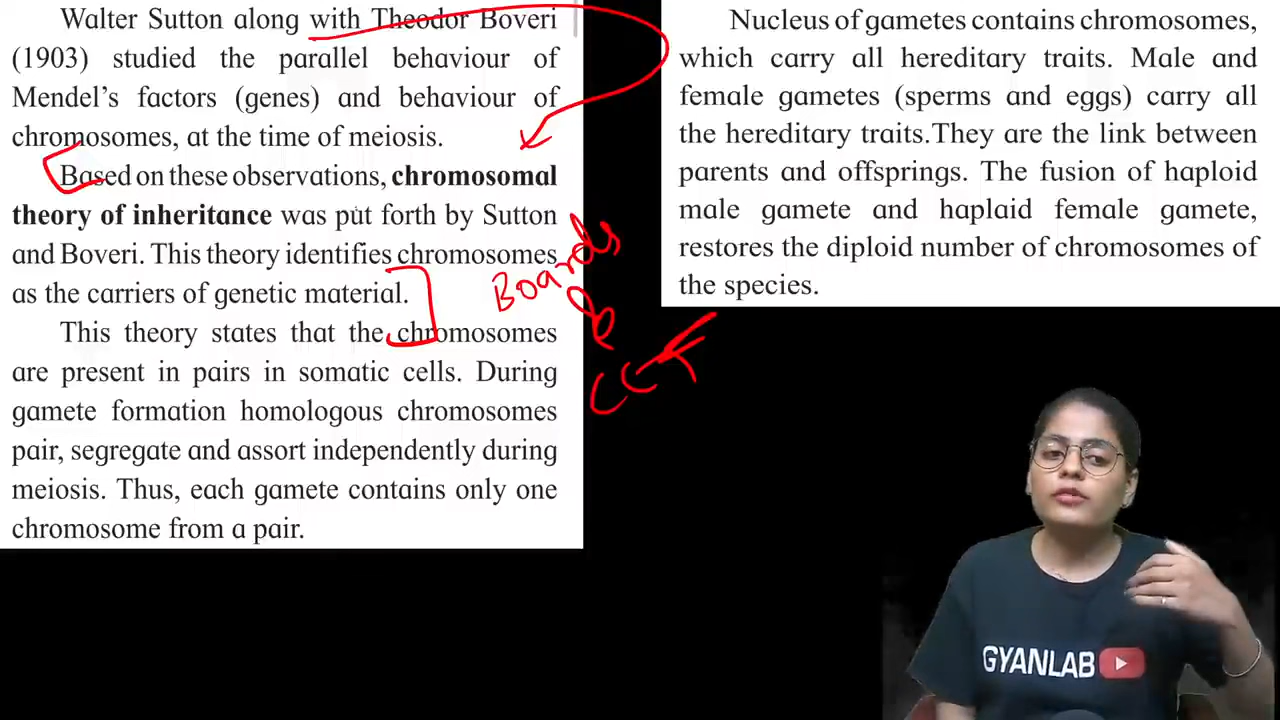 Walter Sutton along with Theodor Boveri
(1903) studied the parallel behaviour of
Mendel's factors (genes) and behaviour of
chromosomes, at the time of meiosis.
Based on these observations, chromosomal
theory of inheritance was put forth by Sutton
and Boveri. This theory identifies chromosomes
as the carriers of genetic material.
This theory states that the chromosomes
are present in pairs in somatic cells. During
gamete formation homologous chromosomes
pair, segregate and assort independently during
meiosis. Thus, each gamete contains only one
chromosome from a pair.
Boards
&
CET
Nucleus of gametes contains chromosomes,
which carry all hereditary traits. Male and
female gametes (sperms and eggs) carry all
the hereditary traits.They are the link between
parents and offsprings. The fusion of haploid
male gamete and haplaid female gamete,
restores the diploid number of chromosomes of
the species.
GYANLAB